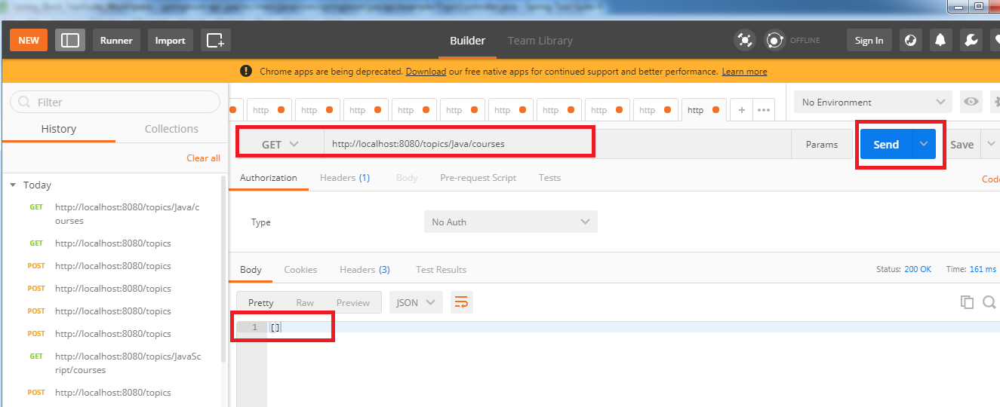 NEW Runner Import Builder Team Library OFFLINE Sign In
Chrome apps are being deprecated. Download our free native apps for continued support and better performance. Learn more
Filter
History Collections
Clear all
Today
GET http://localhost:8080/topics/Java/c
ourses
GET http://localhost:8080/topics
POST http://localhost:8080/topics
POST http://localhost:8080/topics
POST http://localhost:8080/topics
POST http://localhost:8080/topics
GET http://localhost:8080/topics/JavaSc
ript/courses
POST http://localhost:8080/topics
http http http http http http http http http http + •••
No Environment
GET http://localhost:8080/topics/Java/courses Params Send Save
Authorization Headers (1) Body Pre-request Script Tests Code
Type No Auth
Body Cookies Headers (3) Test Results Status: 200 OK Time: 161 ms
Pretty Raw Preview JSON
1 []